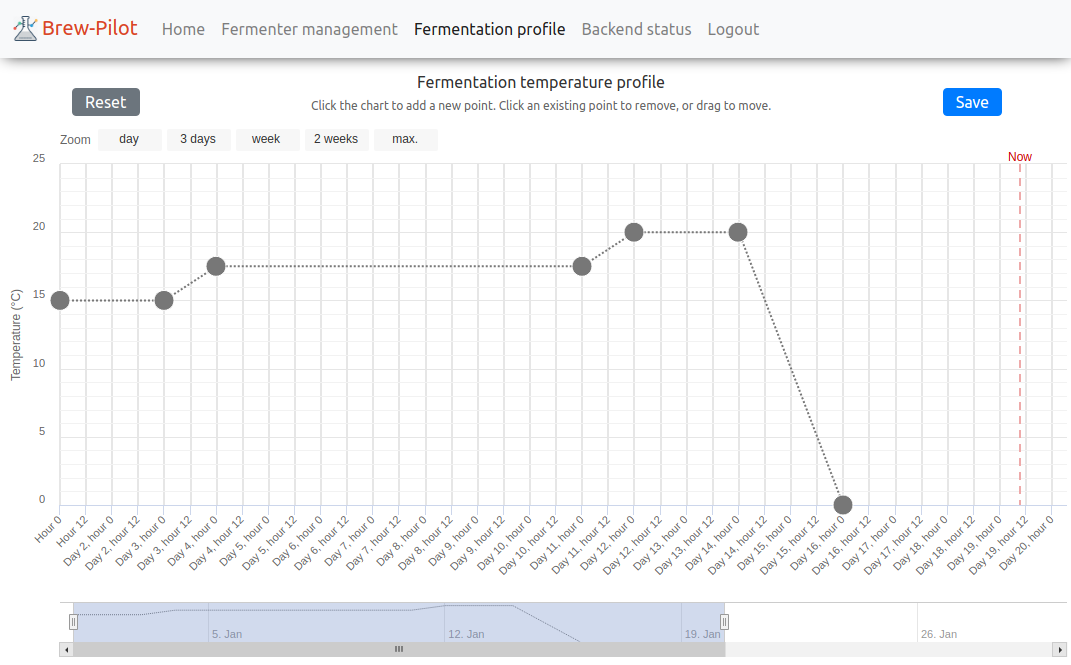 Brew-Pilot Home Fermenter management Fermentation profile Backend status Logout
Fermentation temperature profile
Reset
Click the chart to add a new point. Click an existing point to remove, or drag to move.
Save
Zoom day 3 days week 2 weeks max.
Now
25
20
15
10
5
0
Temperature (°C)
Hour 0
Hour 12
Day 2, hour 0
Day 2, hour 12
Day 3, hour 0
Day 3, hour 12
Day 4, hour 0
Day 4, hour 12
Day 5, hour 0
Day 5, hour 12
Day 6, hour 0
Day 6, hour 12
Day 7, hour 0
Day 7, hour 12
Day 8, hour 0
Day 8, hour 12
Day 9, hour 0
Day 9, hour 12
Day 10, hour 0
Day 10, hour 12
Day 11, hour 0
Day 11, hour 12
Day 12, hour 0
Day 12, hour 12
Day 13, hour 0
Day 13, hour 12
Day 14, hour 0
Day 14, hour 12
Day 15, hour 0
Day 15, hour 12
Day 16, hour 0
Day 16, hour 12
Day 17, hour 0
Day 17, hour 12
Day 18, hour 0
Day 18, hour 12
Day 19, hour 0
Day 19, hour 12
Day 20, hour 0
5. Jan
12. Jan
19. Jan
26. Jan